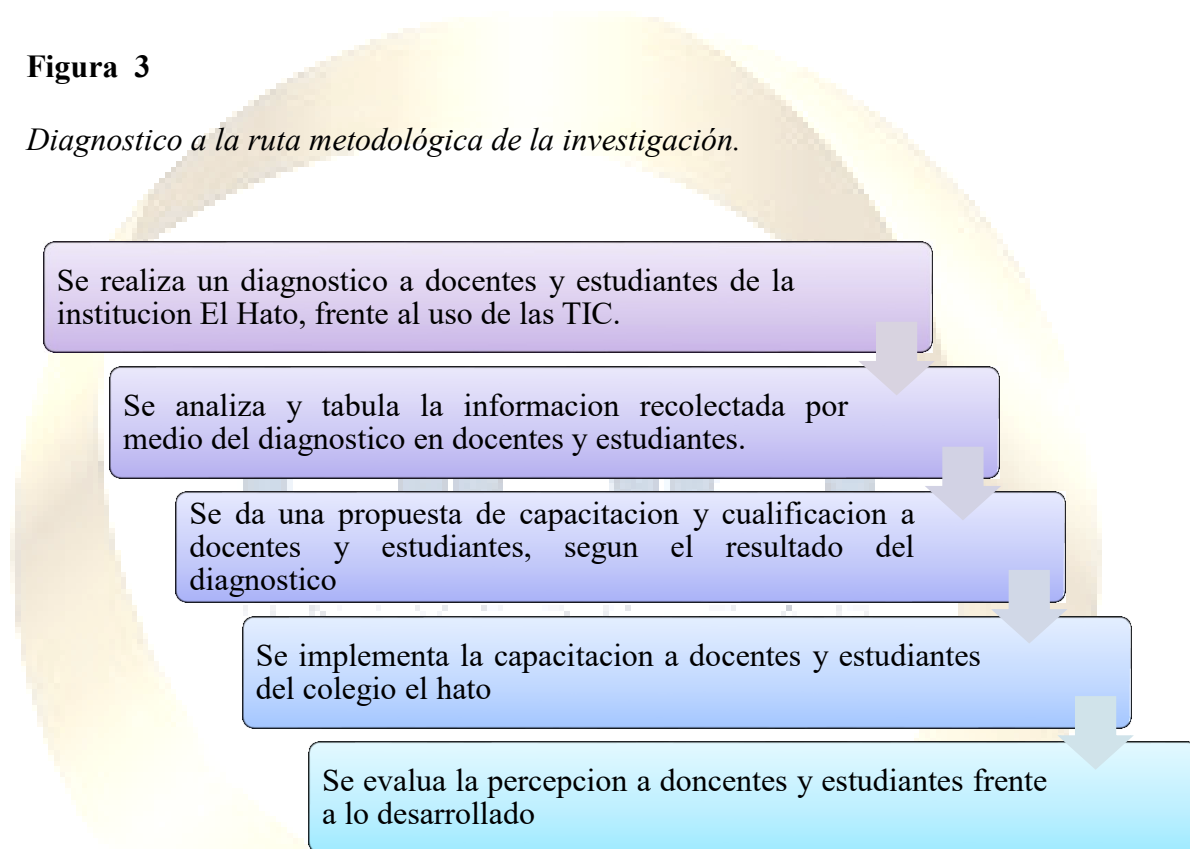 Figura 3
Diagnostico a la ruta metodológica de la investigación.
Se realiza un diagnostico a docentes y estudiantes de la
institucion El Hato, frente al uso de las TIC.
Se analiza y tabula la informacion recolectada por
medio del diagnostico en docentes y estudiantes.
Se da una propuesta de capacitacion y cualificacion a
docentes y estudiantes, segun el resultado del
diagnostico
Se implementa la capacitacion a docentes y estudiantes
del colegio el hato
Se evalua la percepcion a doncentes y estudiantes frente
a lo desarrollado